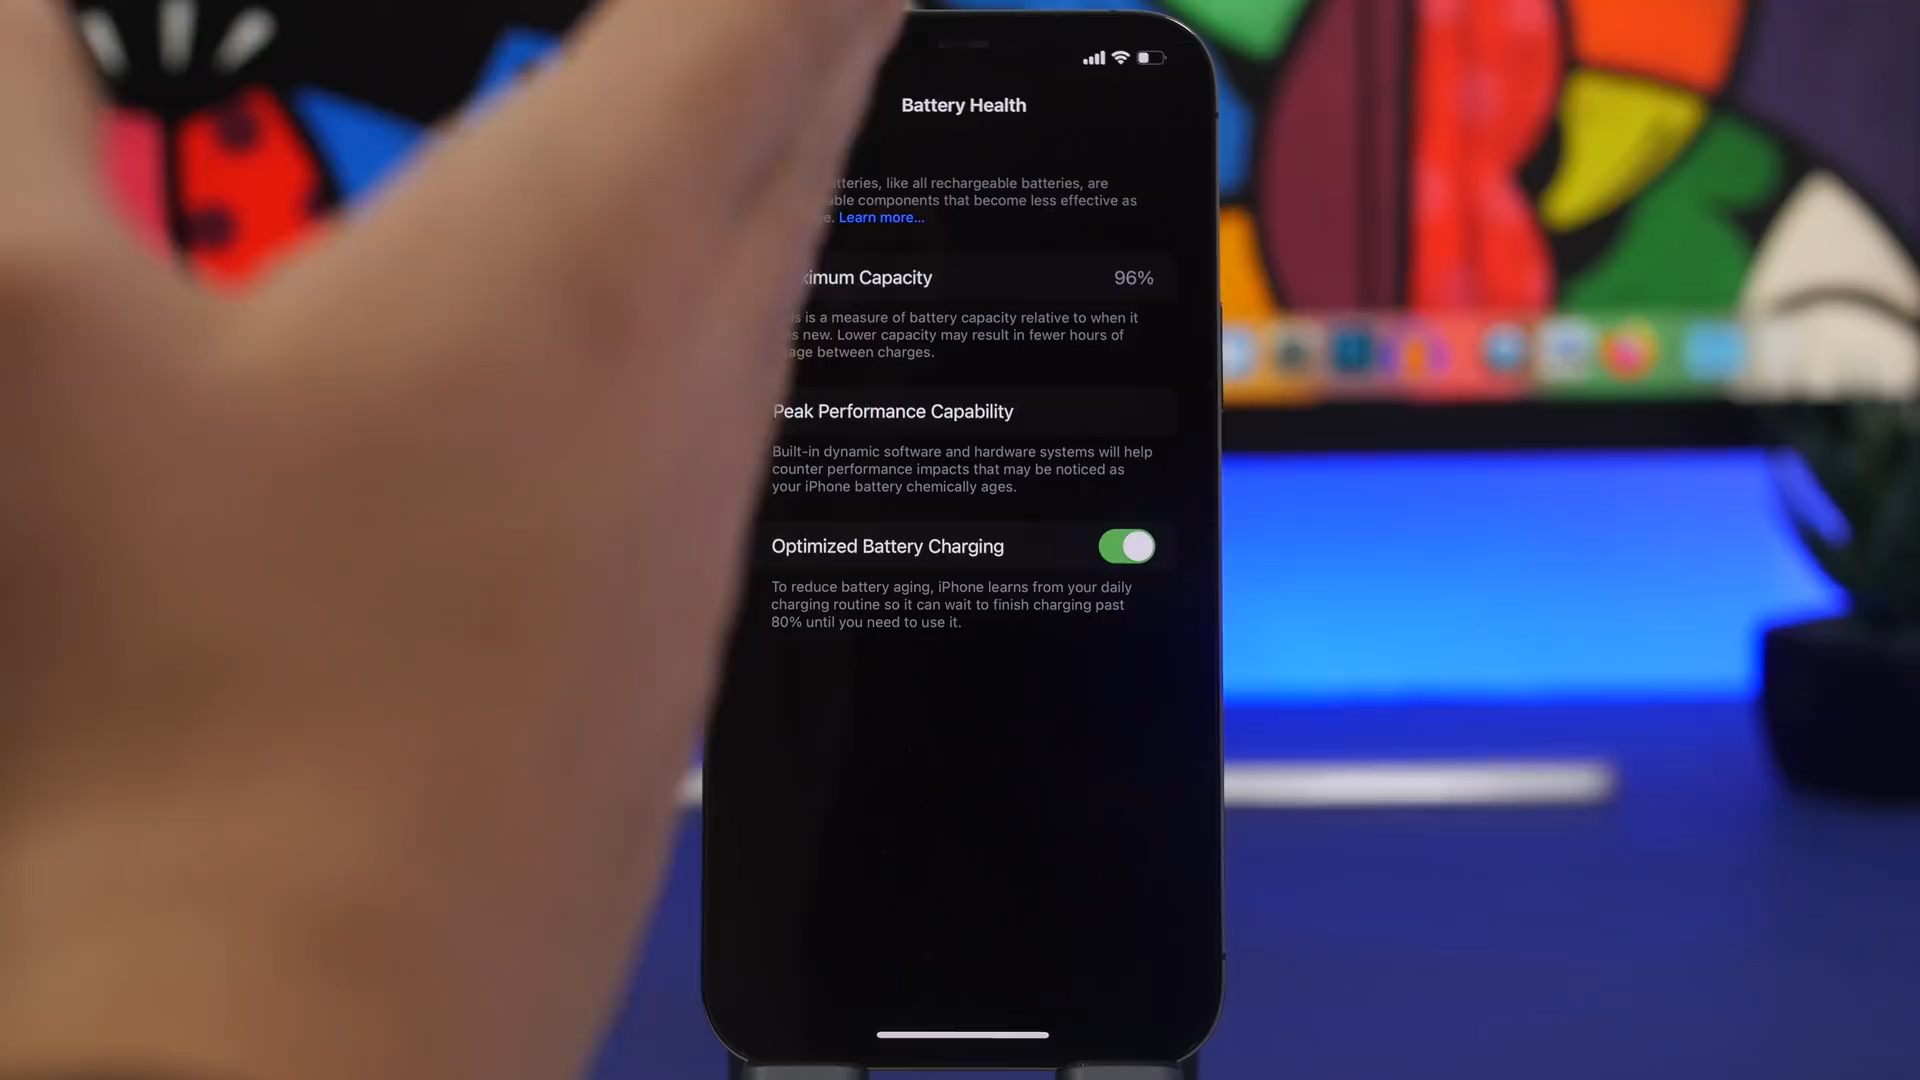 Battery Health
like all rechargeable batteries, are
components that become less effective as
Learn more...
Capacity 96%
is a measure of battery capacity relative to when it
new. Lower capacity may result in fewer hours of
between charges.
Peak Performance Capability
Built-in dynamic software and hardware systems will help
counter performance impacts that may be noticed as
your iPhone battery chemically ages.
Optimized Battery Charging
To reduce battery aging, iPhone learns from your daily
charging routine so it can wait to finish charging past
80% until you need to use it.